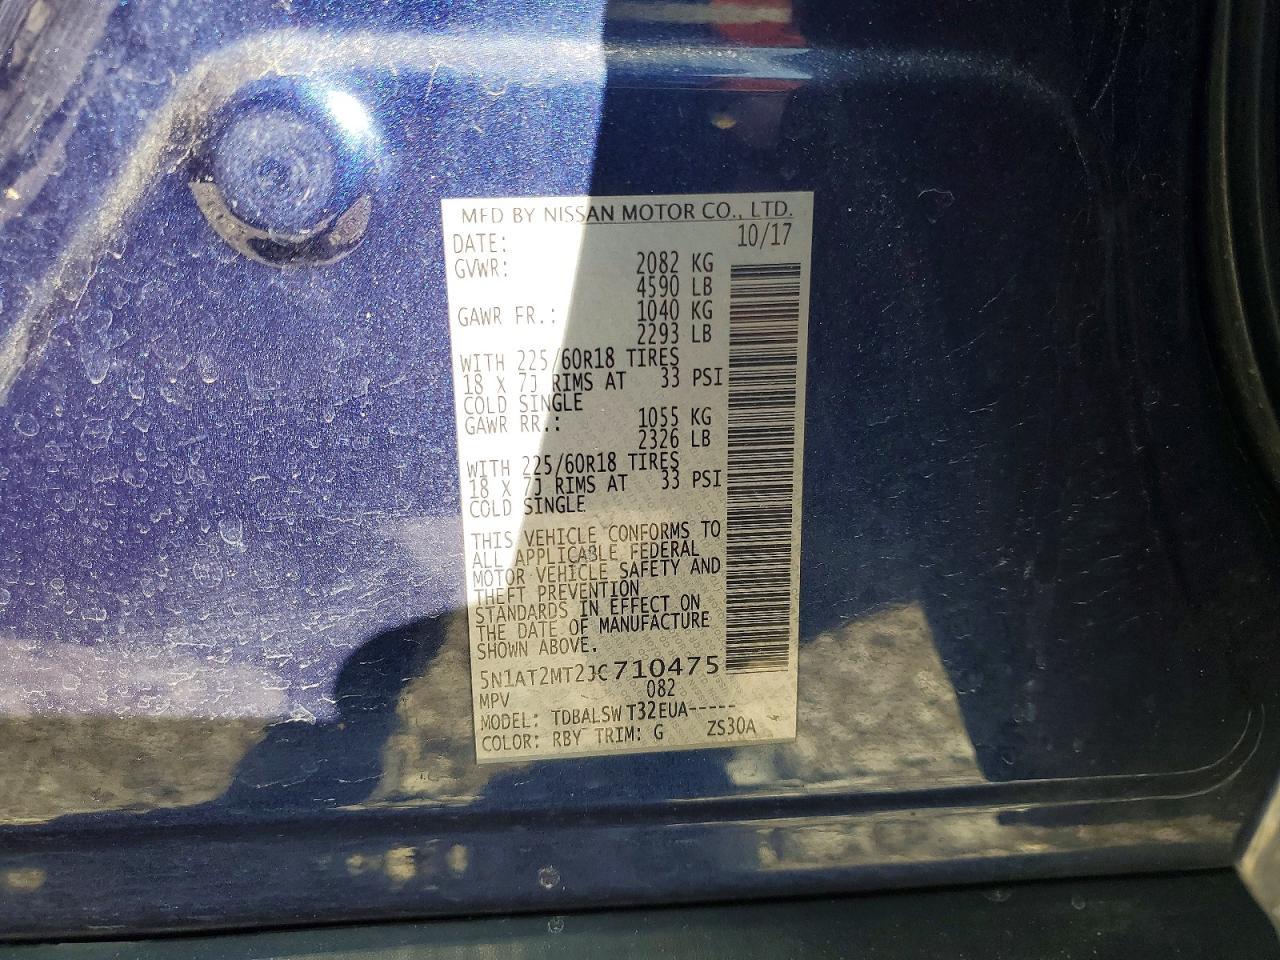 MFD BY NISSAN MOTOR CO., LTD.
DATE: 10/17
GVWR: 2082 KG
4590 LB
GAWR FR.: 1040 KG
2293 LB
WITH 225/60R18 TIRES
18 X 7J RIMS AT 33 PSI
COLD SINGLE
GAWR RR.: 1055 KG
2326 LB
WITH 225/60R18 TIRES
18 X 7J RIMS AT 33 PSI
COLD SINGLE
THIS VEHICLE CONFORMS TO
ALL APPLICABLE FEDERAL
MOTOR VEHICLE SAFETY AND
THEFT PREVENTION
STANDARDS IN EFFECT ON
THE DATE OF MANUFACTURE
SHOWN ABOVE.
5N1AT2MT2JC710475
MPV 082
MODEL: TDBALSWT32EUA-----
COLOR: RBY TRIM: G ZS30A